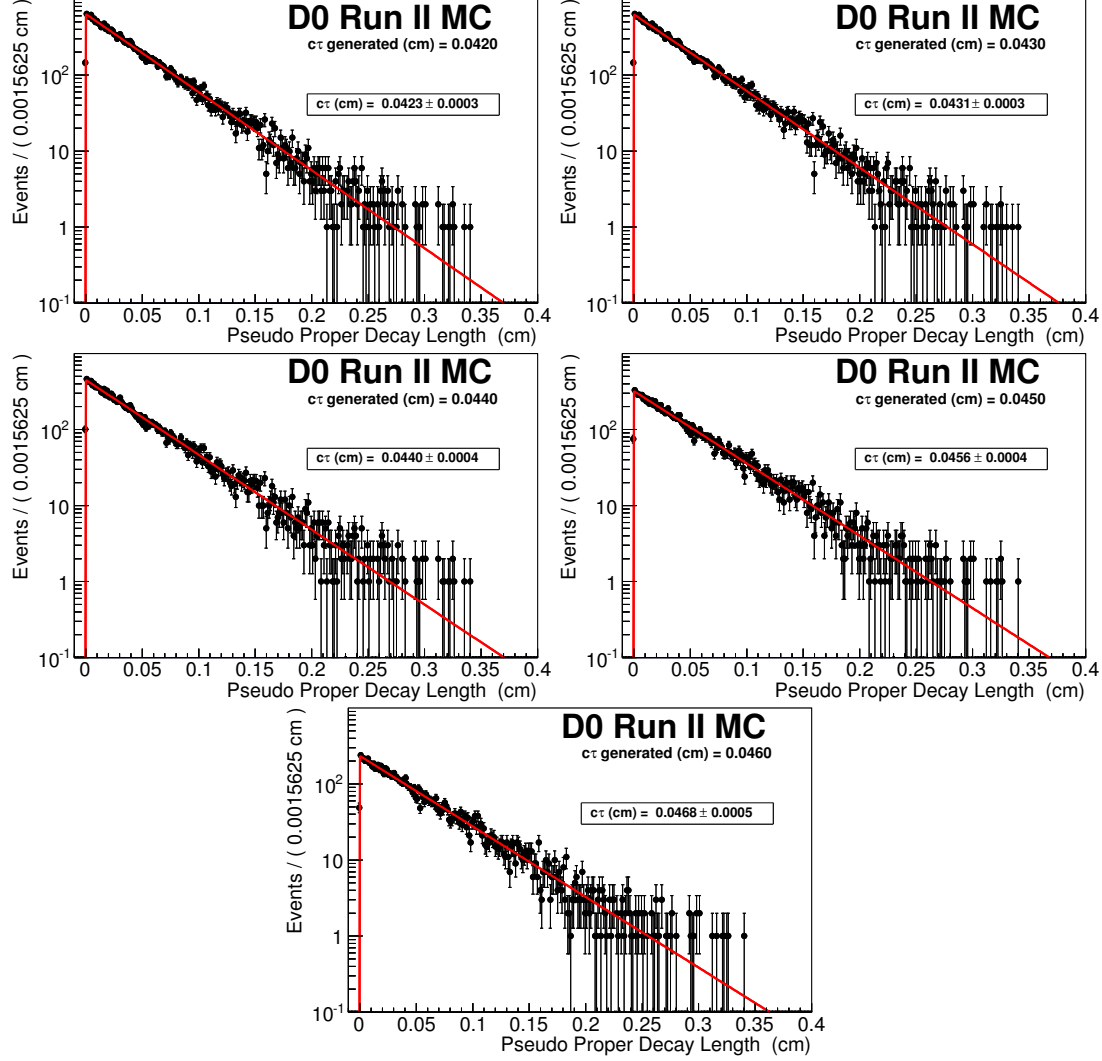 D0 Run II MC
cτ generated (cm) = 0.0420
cτ (cm) = 0.0423 ± 0.0003
Events / ( 0.0015625 cm )
10²
10
1
10⁻¹
0 0.05 0.1 0.15 0.2 0.25 0.3 0.35 0.4
Pseudo Proper Decay Length (cm)
D0 Run II MC
cτ generated (cm) = 0.0430
cτ (cm) = 0.0431 ± 0.0003
Events / ( 0.0015625 cm )
10²
10
1
10⁻¹
0 0.05 0.1 0.15 0.2 0.25 0.3 0.35 0.4
Pseudo Proper Decay Length (cm)
D0 Run II MC
cτ generated (cm) = 0.0440
cτ (cm) = 0.0440 ± 0.0004
Events / ( 0.0015625 cm )
10²
10
1
10⁻¹
0 0.05 0.1 0.15 0.2 0.25 0.3 0.35 0.4
Pseudo Proper Decay Length (cm)
D0 Run II MC
cτ generated (cm) = 0.0450
cτ (cm) = 0.0456 ± 0.0004
Events / ( 0.0015625 cm )
10²
10
1
10⁻¹
0 0.05 0.1 0.15 0.2 0.25 0.3 0.35 0.4
Pseudo Proper Decay Length (cm)
D0 Run II MC
cτ generated (cm) = 0.0460
cτ (cm) = 0.0468 ± 0.0005
Events / ( 0.0015625 cm )
10²
10
1
10⁻¹
0 0.05 0.1 0.15 0.2 0.25 0.3 0.35 0.4
Pseudo Proper Decay Length (cm)